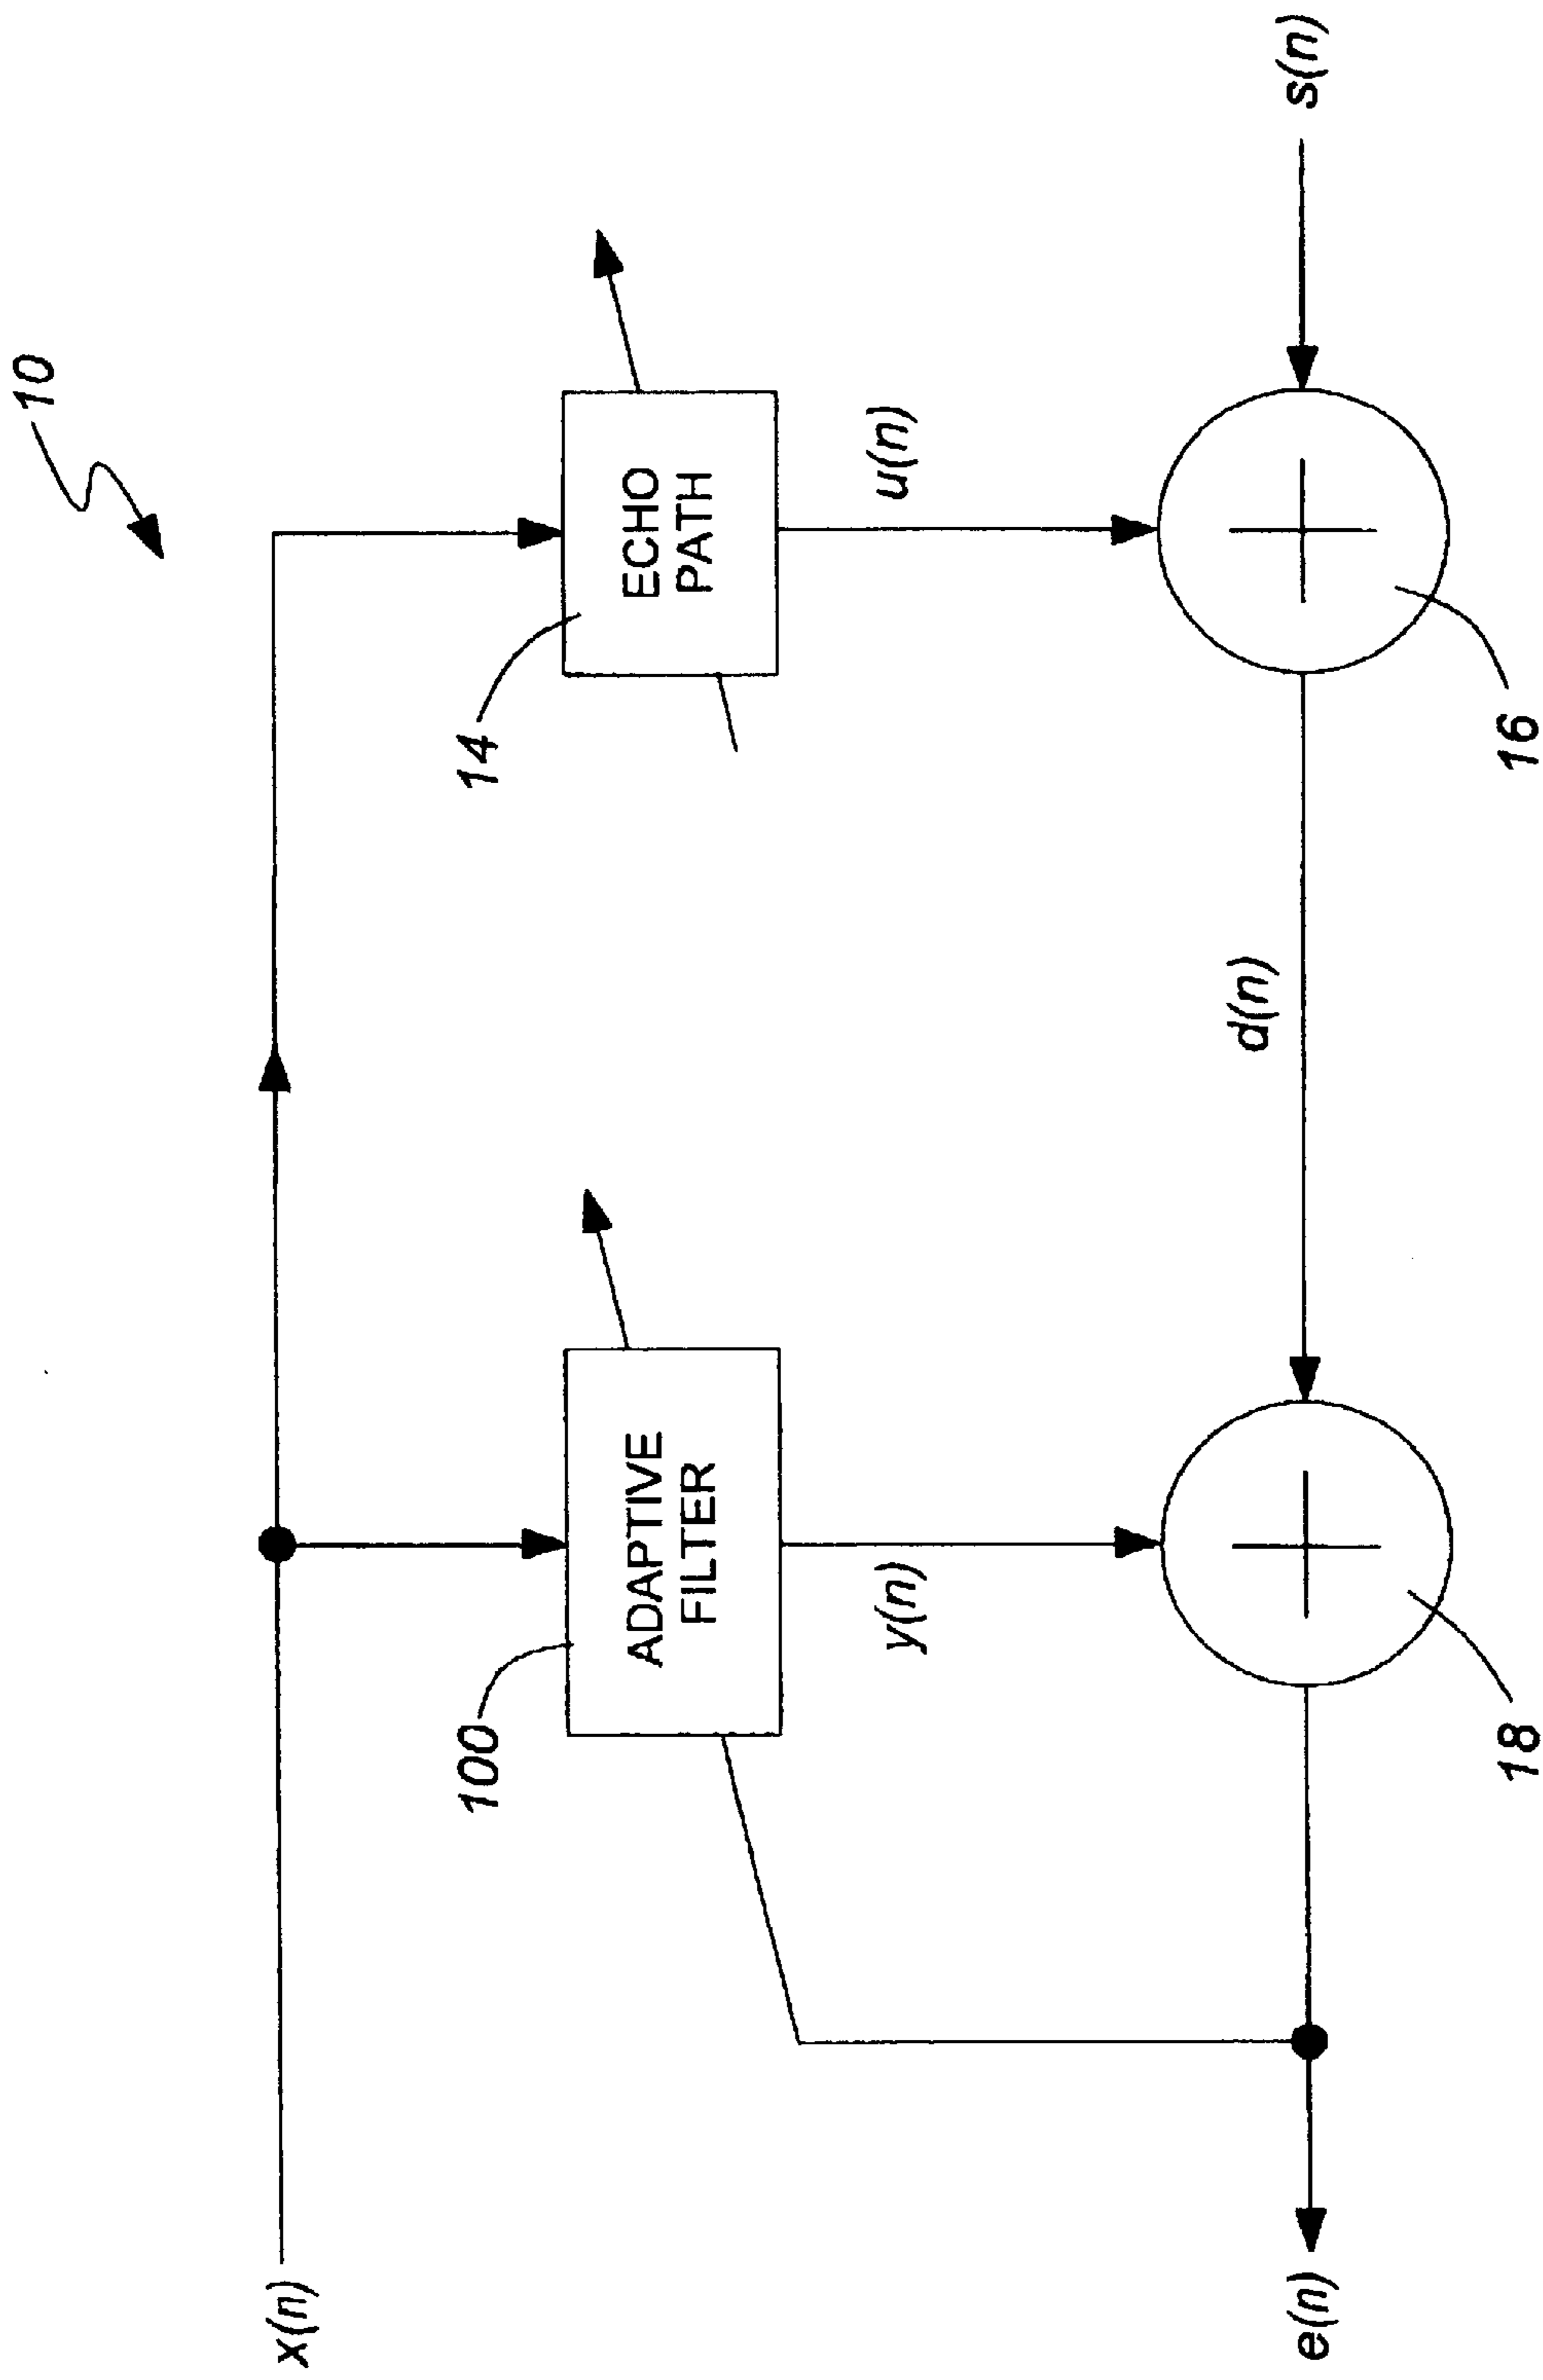 10
x(n)
100
ADAPTIVE
FILTER
14
ECHO
PATH
y(n)
u(n)
d(n)
e(n)
s(n)
18
16